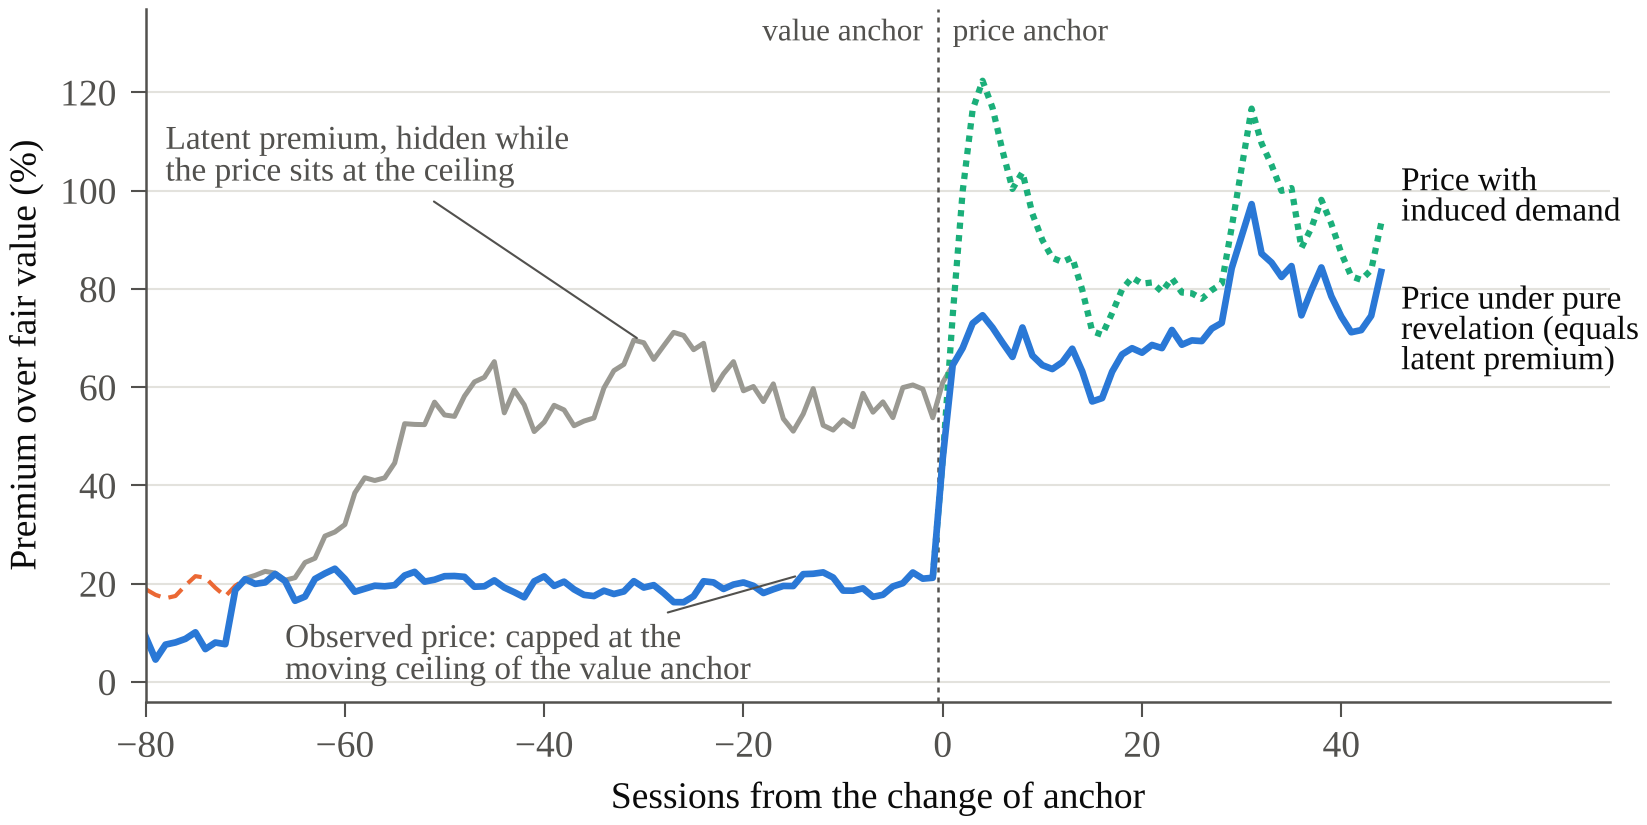 value anchor
price anchor
120
100
80
60
40
20
0
Premium over fair value (%)
Latent premium, hidden while
the price sits at the ceiling
Price with
induced demand
Price under pure
revelation (equals
latent premium)
Observed price: capped at the
moving ceiling of the value anchor
−80
−60
−40
−20
0
20
40
Sessions from the change of anchor